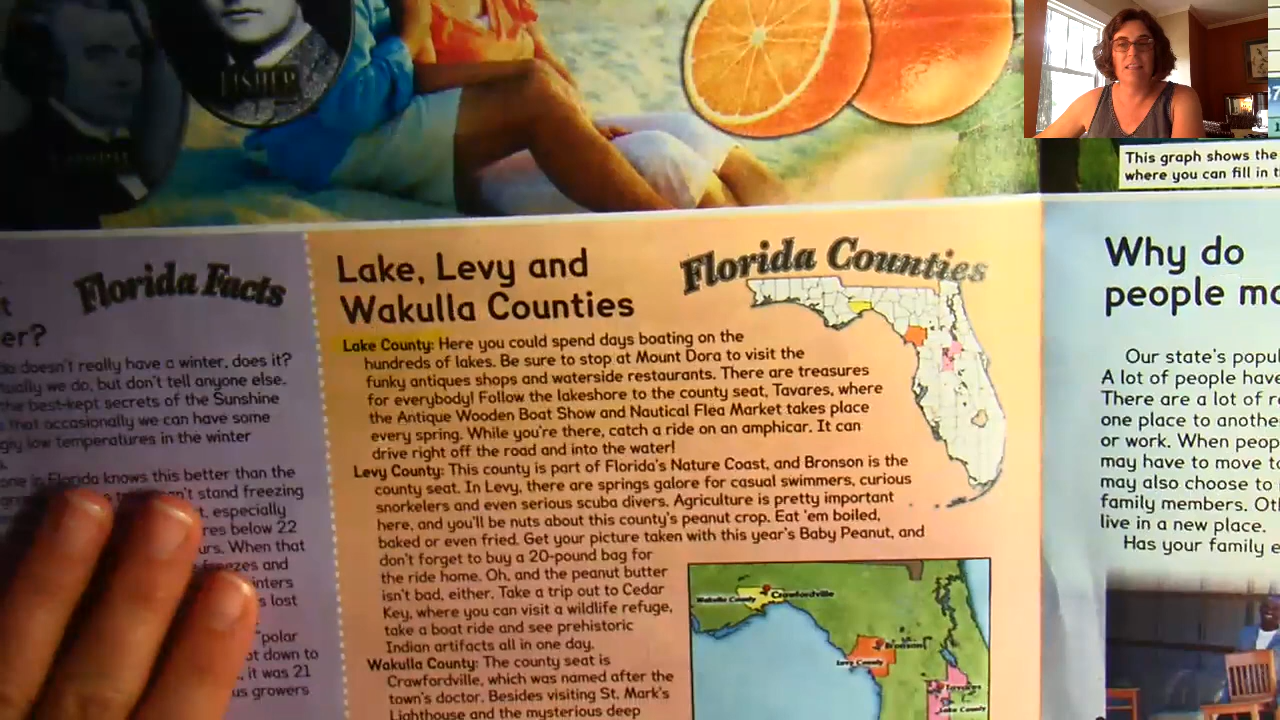 FISHER
This graph shows the
where you can fill in t
Florida Facts
er?
doesn't really have a winter, does it?
ually we do, but don't tell anyone else.
he best-kept secrets of the Sunshine
that occasionally we can have some
gly low temperatures in the winter
one in Florida knows this better than the
n't stand freezing
t, especially
res below 22
urs. When that
freezes and
inters
s lost
"polar
ot down to
, it was 21
us growers
Lake, Levy and
Wakulla Counties
Florida Counties
Lake County: Here you could spend days boating on the
hundreds of lakes. Be sure to stop at Mount Dora to visit the
funky antiques shops and waterside restaurants. There are treasures
for everybody! Follow the lakeshore to the county seat, Tavares, where
the Antique Wooden Boat Show and Nautical Flea Market takes place
every spring. While you're there, catch a ride on an amphicar. It can
drive right off the road and into the water!
Levy County: This county is part of Florida's Nature Coast, and Bronson is the
county seat. In Levy, there are springs galore for casual swimmers, curious
snorkelers and even serious scuba divers. Agriculture is pretty important
here, and you'll be nuts about this county's peanut crop. Eat 'em boiled,
baked or even fried. Get your picture taken with this year's Baby Peanut, and
don't forget to buy a 20-pound bag for
the ride home. Oh, and the peanut butter
isn't bad, either. Take a trip out to Cedar
Key, where you can visit a wildlife refuge,
take a boat ride and see prehistoric
Indian artifacts all in one day.
Wakulla County: The county seat is
Crawfordville, which was named after the
town's doctor. Besides visiting St. Mark's
Lighthouse and the mysterious deep
Wakulla County
Crawfordville
Bronson
Levy County
Tavares
Lake County
Why do
people mo
Our state's popul
A lot of people have
There are a lot of re
one place to anothe
or work. When peop
may have to move to
may also choose to
family members. Oth
live in a new place.
Has your family e